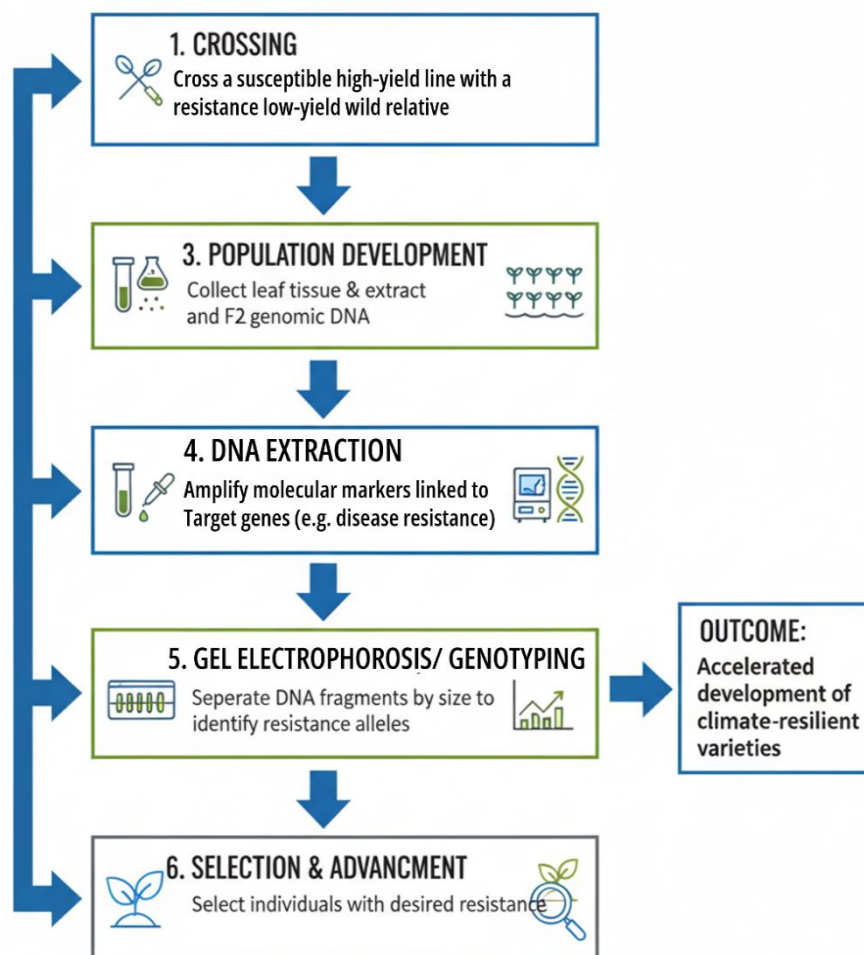 1. CROSSING
Cross a susceptible high-yield line with a
resistance low-yield wild relative
3. POPULATION DEVELOPMENT
Collect leaf tissue & extract
and F2 genomic DNA
4. DNA EXTRACTION
Amplify molecular markers linked to
Target genes (e.g. disease resistance)
5. GEL ELECTROPHOROSIS/ GENOTYPING
Seperate DNA fragments by size to
identify resistance alleles
OUTCOME:
Accelerated
development of
climate-resilient
varieties
6. SELECTION & ADVANCMENT
Select individuals with desired resistance